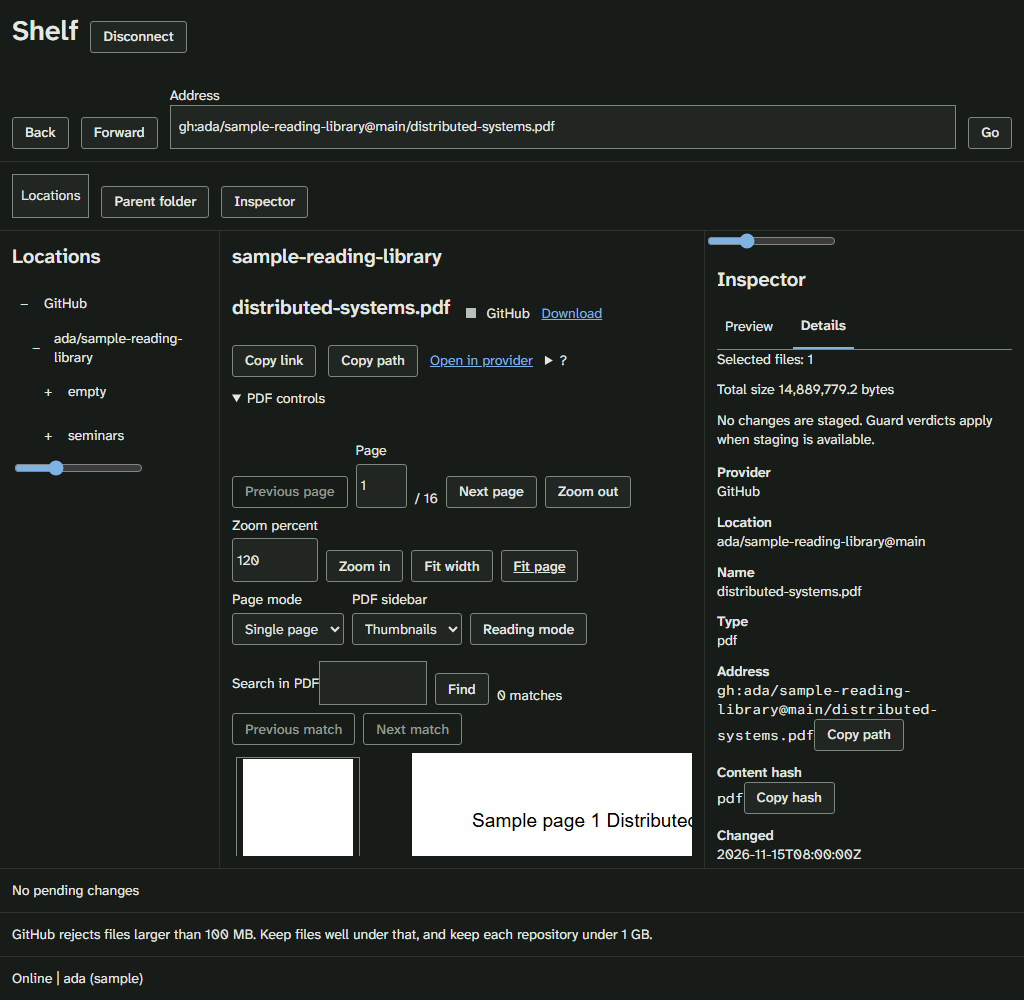 Shelf
Disconnect
Address
Back
Forward
gh:ada/sample-reading-library@main/distributed-systems.pdf
Go
Locations
Parent folder
Inspector
Locations
− GitHub
− ada/sample-reading-
library
+ empty
+ seminars
sample-reading-library
distributed-systems.pdf
GitHub
Download
Copy link
Copy path
Open in provider
▶ ?
▼ PDF controls
Page
Previous page
1
/ 16
Next page
Zoom out
Zoom percent
120
Zoom in
Fit width
Fit page
Page mode
PDF sidebar
Single page
Thumbnails
Reading mode
Search in PDF
Find
0 matches
Previous match
Next match
Sample page 1 Distributed
Inspector
Preview
Details
Selected files: 1
Total size 14,889,779.2 bytes
No changes are staged. Guard verdicts apply
when staging is available.
Provider
GitHub
Location
ada/sample-reading-library@main
Name
distributed-systems.pdf
Type
pdf
Address
gh:ada/sample-reading-
library@main/distributed-
systems.pdf
Copy path
Content hash
pdf
Copy hash
Changed
2026-11-15T08:00:00Z
No pending changes
GitHub rejects files larger than 100 MB. Keep files well under that, and keep each repository under 1 GB.
Online | ada (sample)